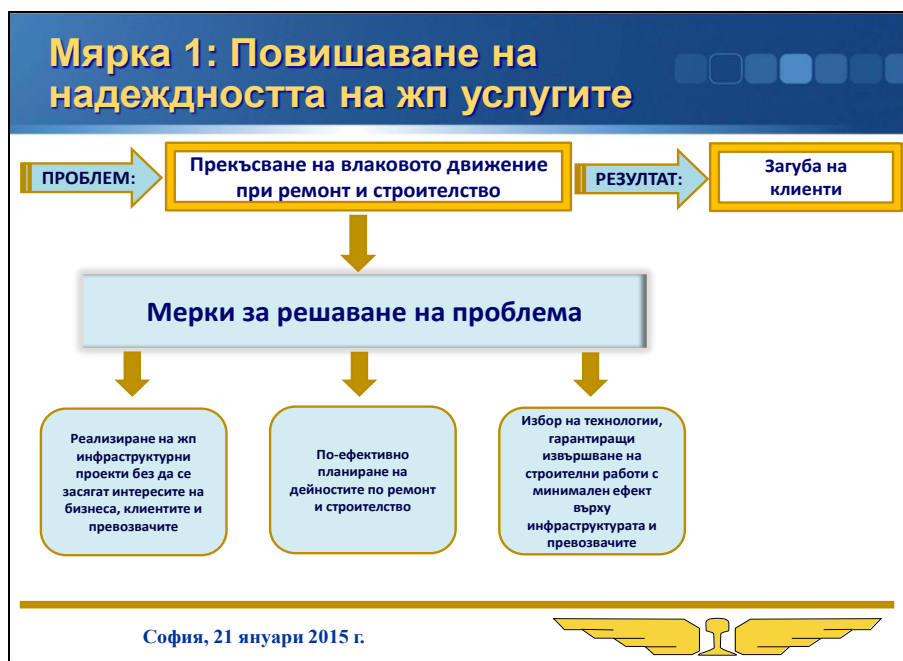 Мярка 1: Повишаване на
надеждността на жп услугите
ПРОБЛЕМ:
Прекъсване на влаковото движение
при ремонт и строителство
РЕЗУЛТАТ:
Загуба на
клиенти
Мерки за решаване на проблема
Реализиране на жп
инфраструктурни
проекти без да се
засягат интересите на
бизнеса, клиентите и
превозвачите
По-ефективно
планиране на
дейностите по ремонт
и строителство
Избор на технологии,
гарантиращи
извършване на
строителни работи с
минимален ефект
върху
инфраструктурата и
превозвачите
София, 21 януари 2015 г.